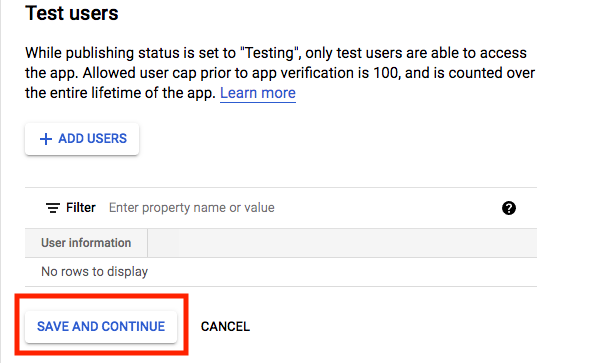 Test users
While publishing status is set to "Testing", only test users are able to access
the app. Allowed user cap prior to app verification is 100, and is counted over
the entire lifetime of the app. Learn more
+ ADD USERS
Filter Enter property name or value ?
User information
No rows to display
SAVE AND CONTINUE CANCEL